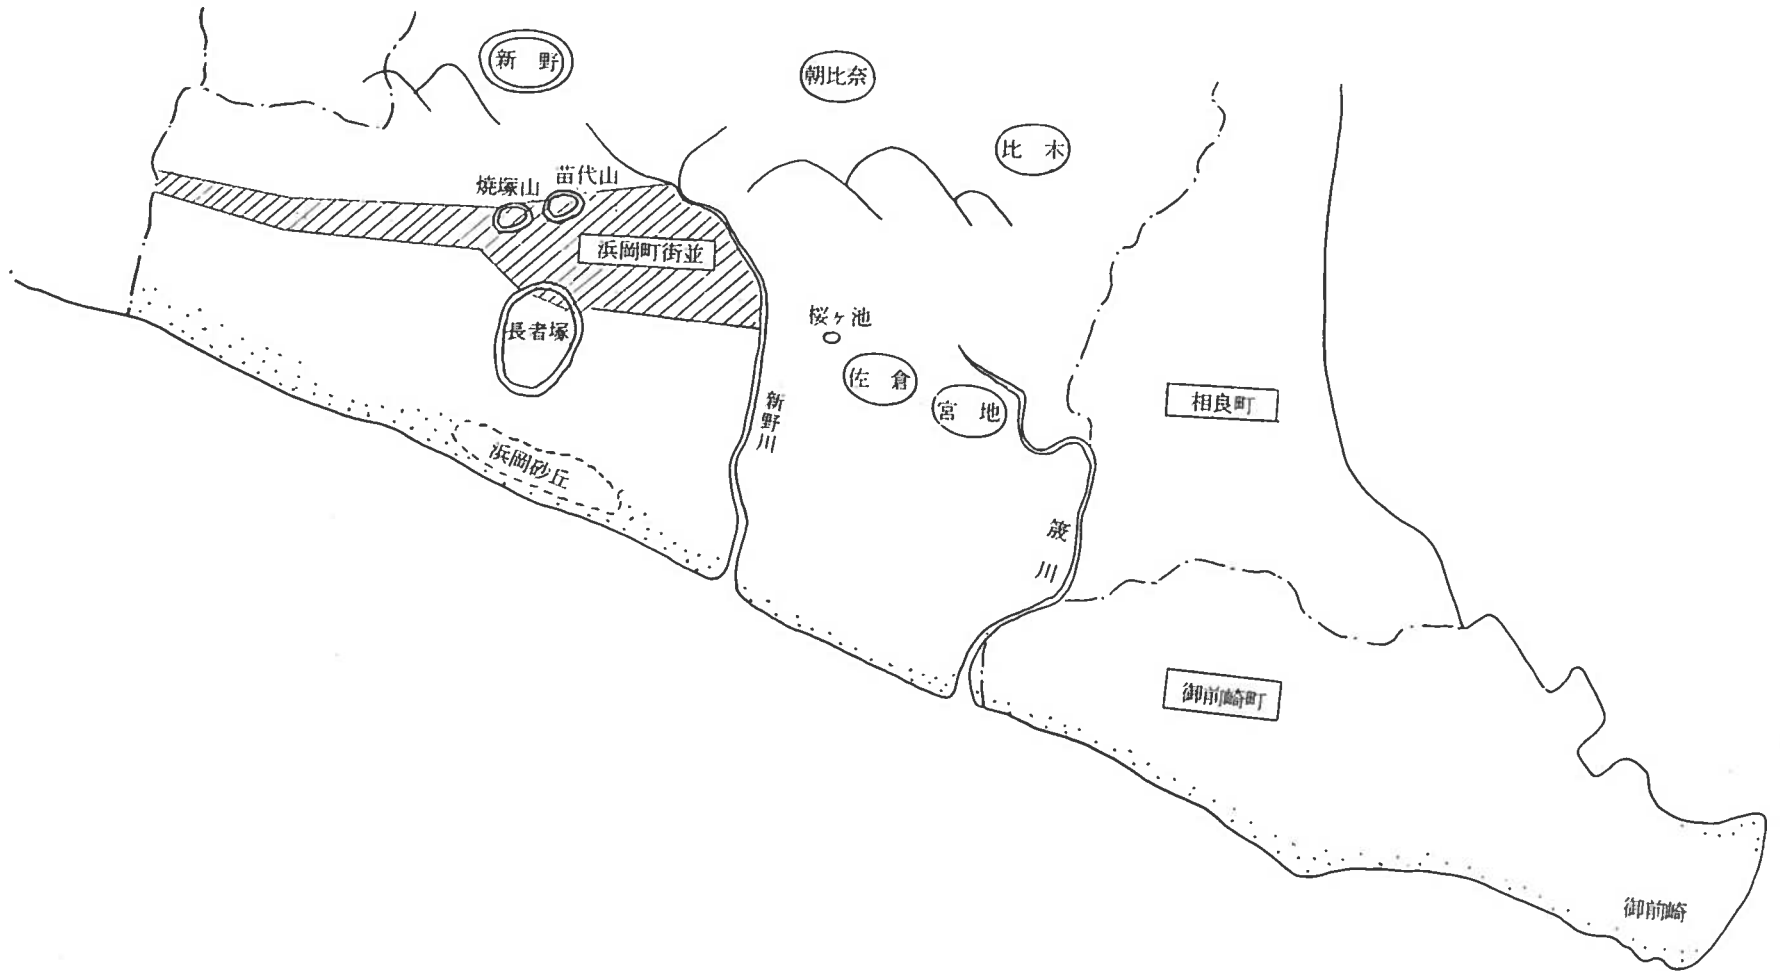 新野
朝比奈
比木
焼塚山
苗代山
浜岡町街並
長者塚
桜ヶ池
佐倉
宮地
新野川
浜岡砂丘
相良町
筬川
御前崎町
御前崎